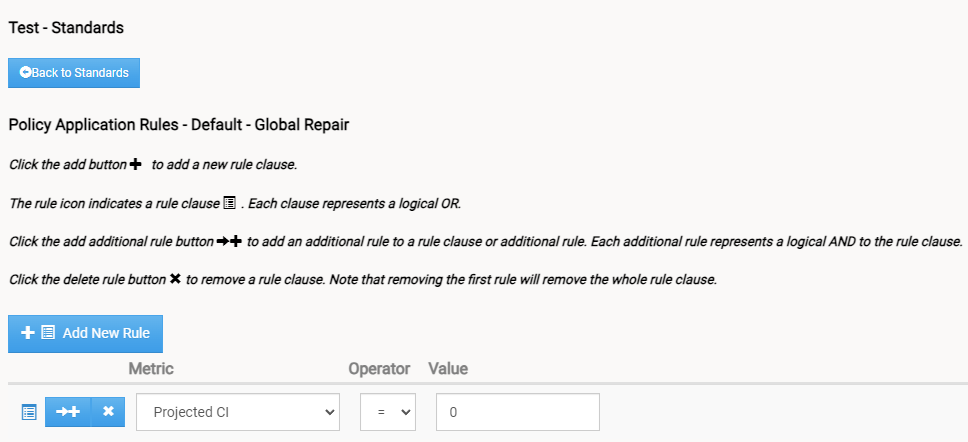 Test - Standards
Back to Standards
Policy Application Rules - Default - Global Repair
Click the add button to add a new rule clause.
The rule icon indicates a rule clause . Each clause represents a logical OR.
Click the add additional rule button to add an additional rule to a rule clause or additional rule. Each additional rule represents a logical AND to the rule clause.
Click the delete rule button to remove a rule clause. Note that removing the first rule will remove the whole rule clause.
Add New Rule
Metric Operator Value
Projected CI = 0